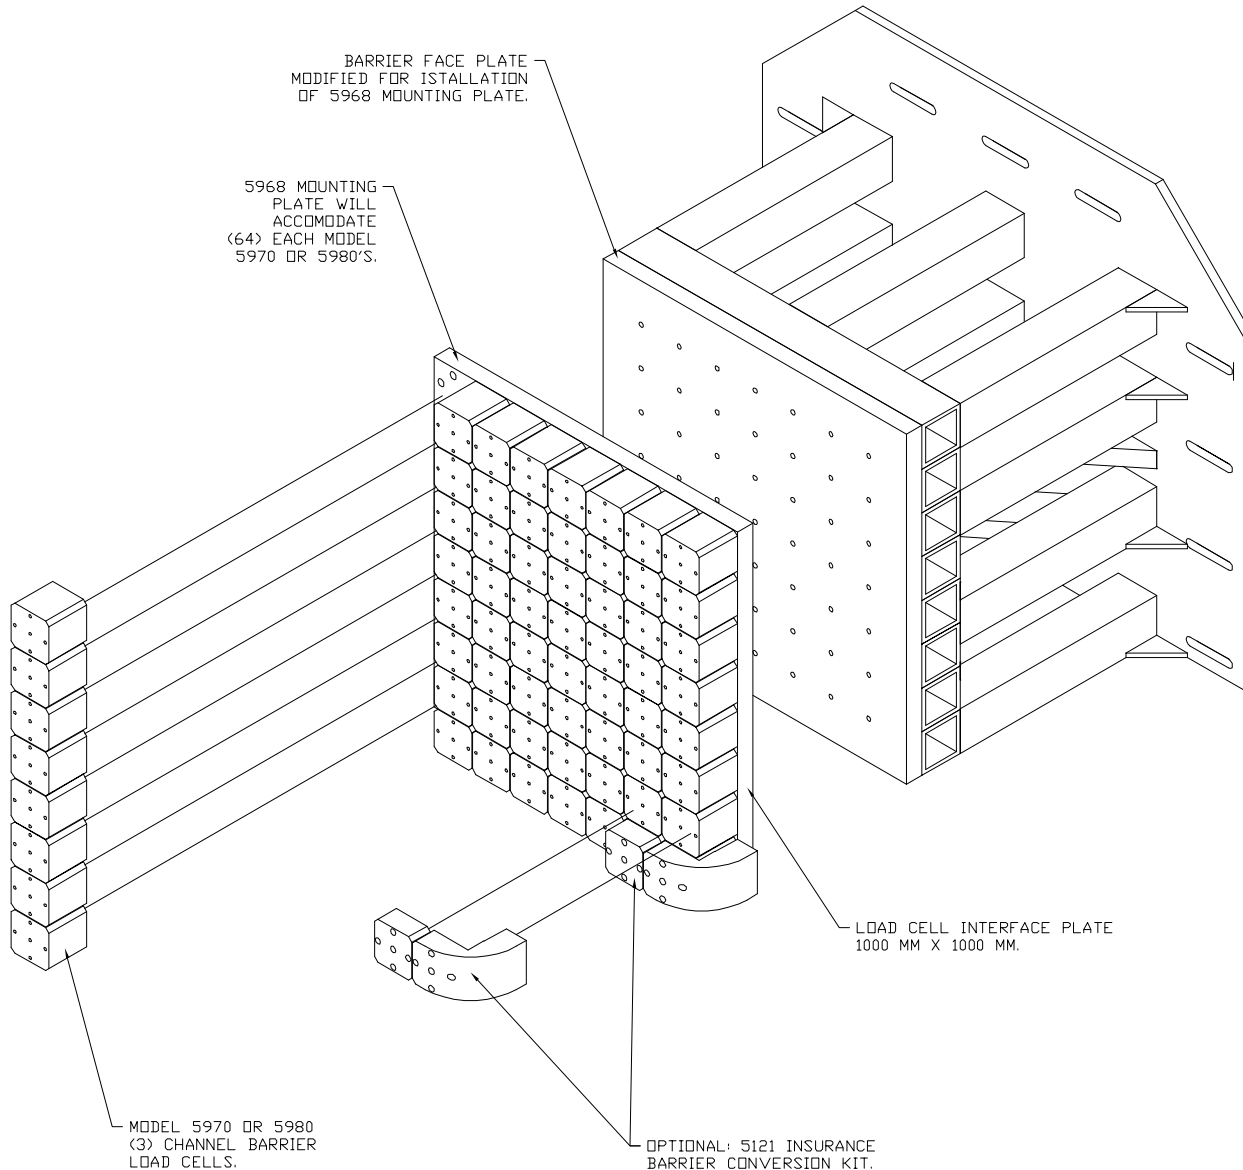 BARRIER FACE PLATE
MODIFIED FOR ISTALLATION
OF 5968 MOUNTING PLATE.
5968 MOUNTING
PLATE WILL
ACCOMODATE
(64) EACH MODEL
5970 OR 5980'S.
LOAD CELL INTERFACE PLATE
1000 MM X 1000 MM.
MODEL 5970 OR 5980
(3) CHANNEL BARRIER
LOAD CELLS.
OPTIONAL: 5121 INSURANCE
BARRIER CONVERSION KIT.